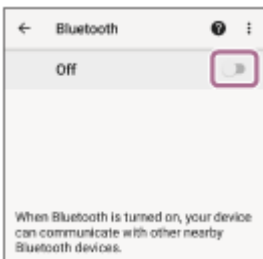 Bluetooth
Off
When Bluetooth is turned on, your device
can communicate with other nearby
Bluetooth devices.